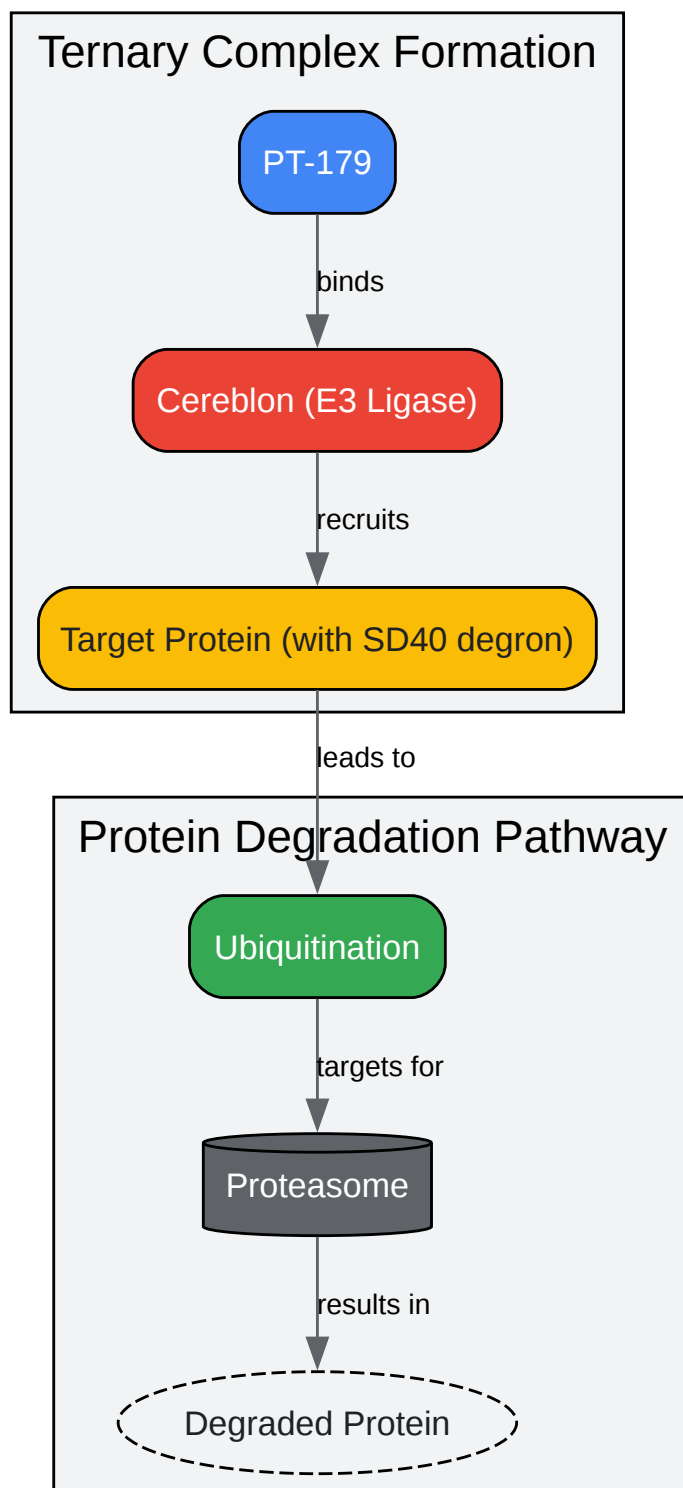 Ternary Complex Formation
PT-179
binds
Cereblon (E3 Ligase)
recruits
Target Protein (with SD40 degron)
leads to
Protein Degradation Pathway
Ubiquitination
targets for
Proteasome
results in
Degraded Protein